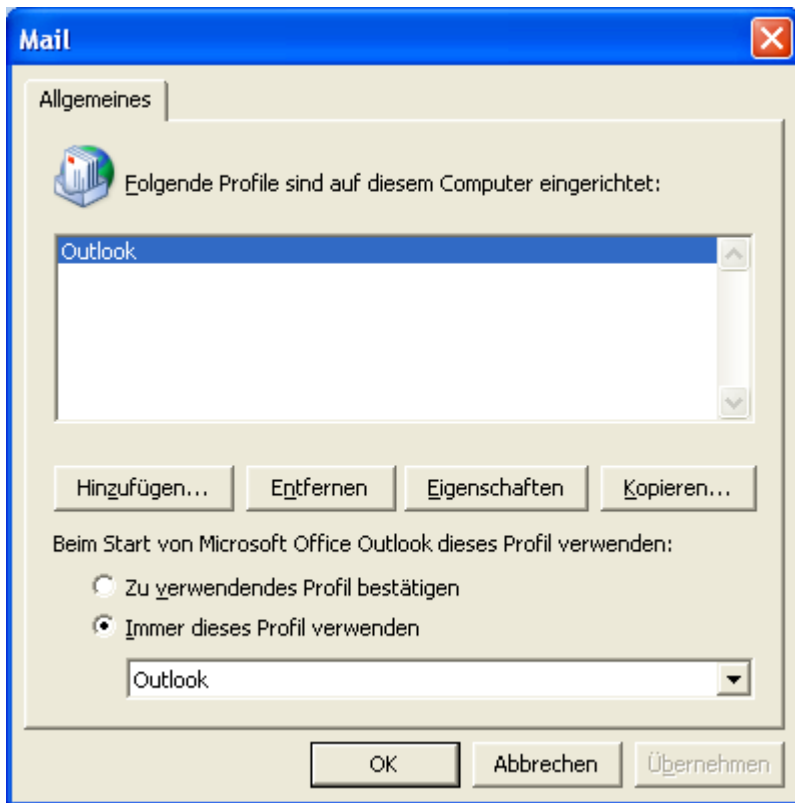 Mail
Allgemeines
Folgende Profile sind auf diesem Computer eingerichtet:
Outlook
Hinzufügen... Entfernen Eigenschaften Kopieren...
Beim Start von Microsoft Office Outlook dieses Profil verwenden:
Zu verwendendes Profil bestätigen
Immer dieses Profil verwenden
Outlook
OK Abbrechen Übernehmen